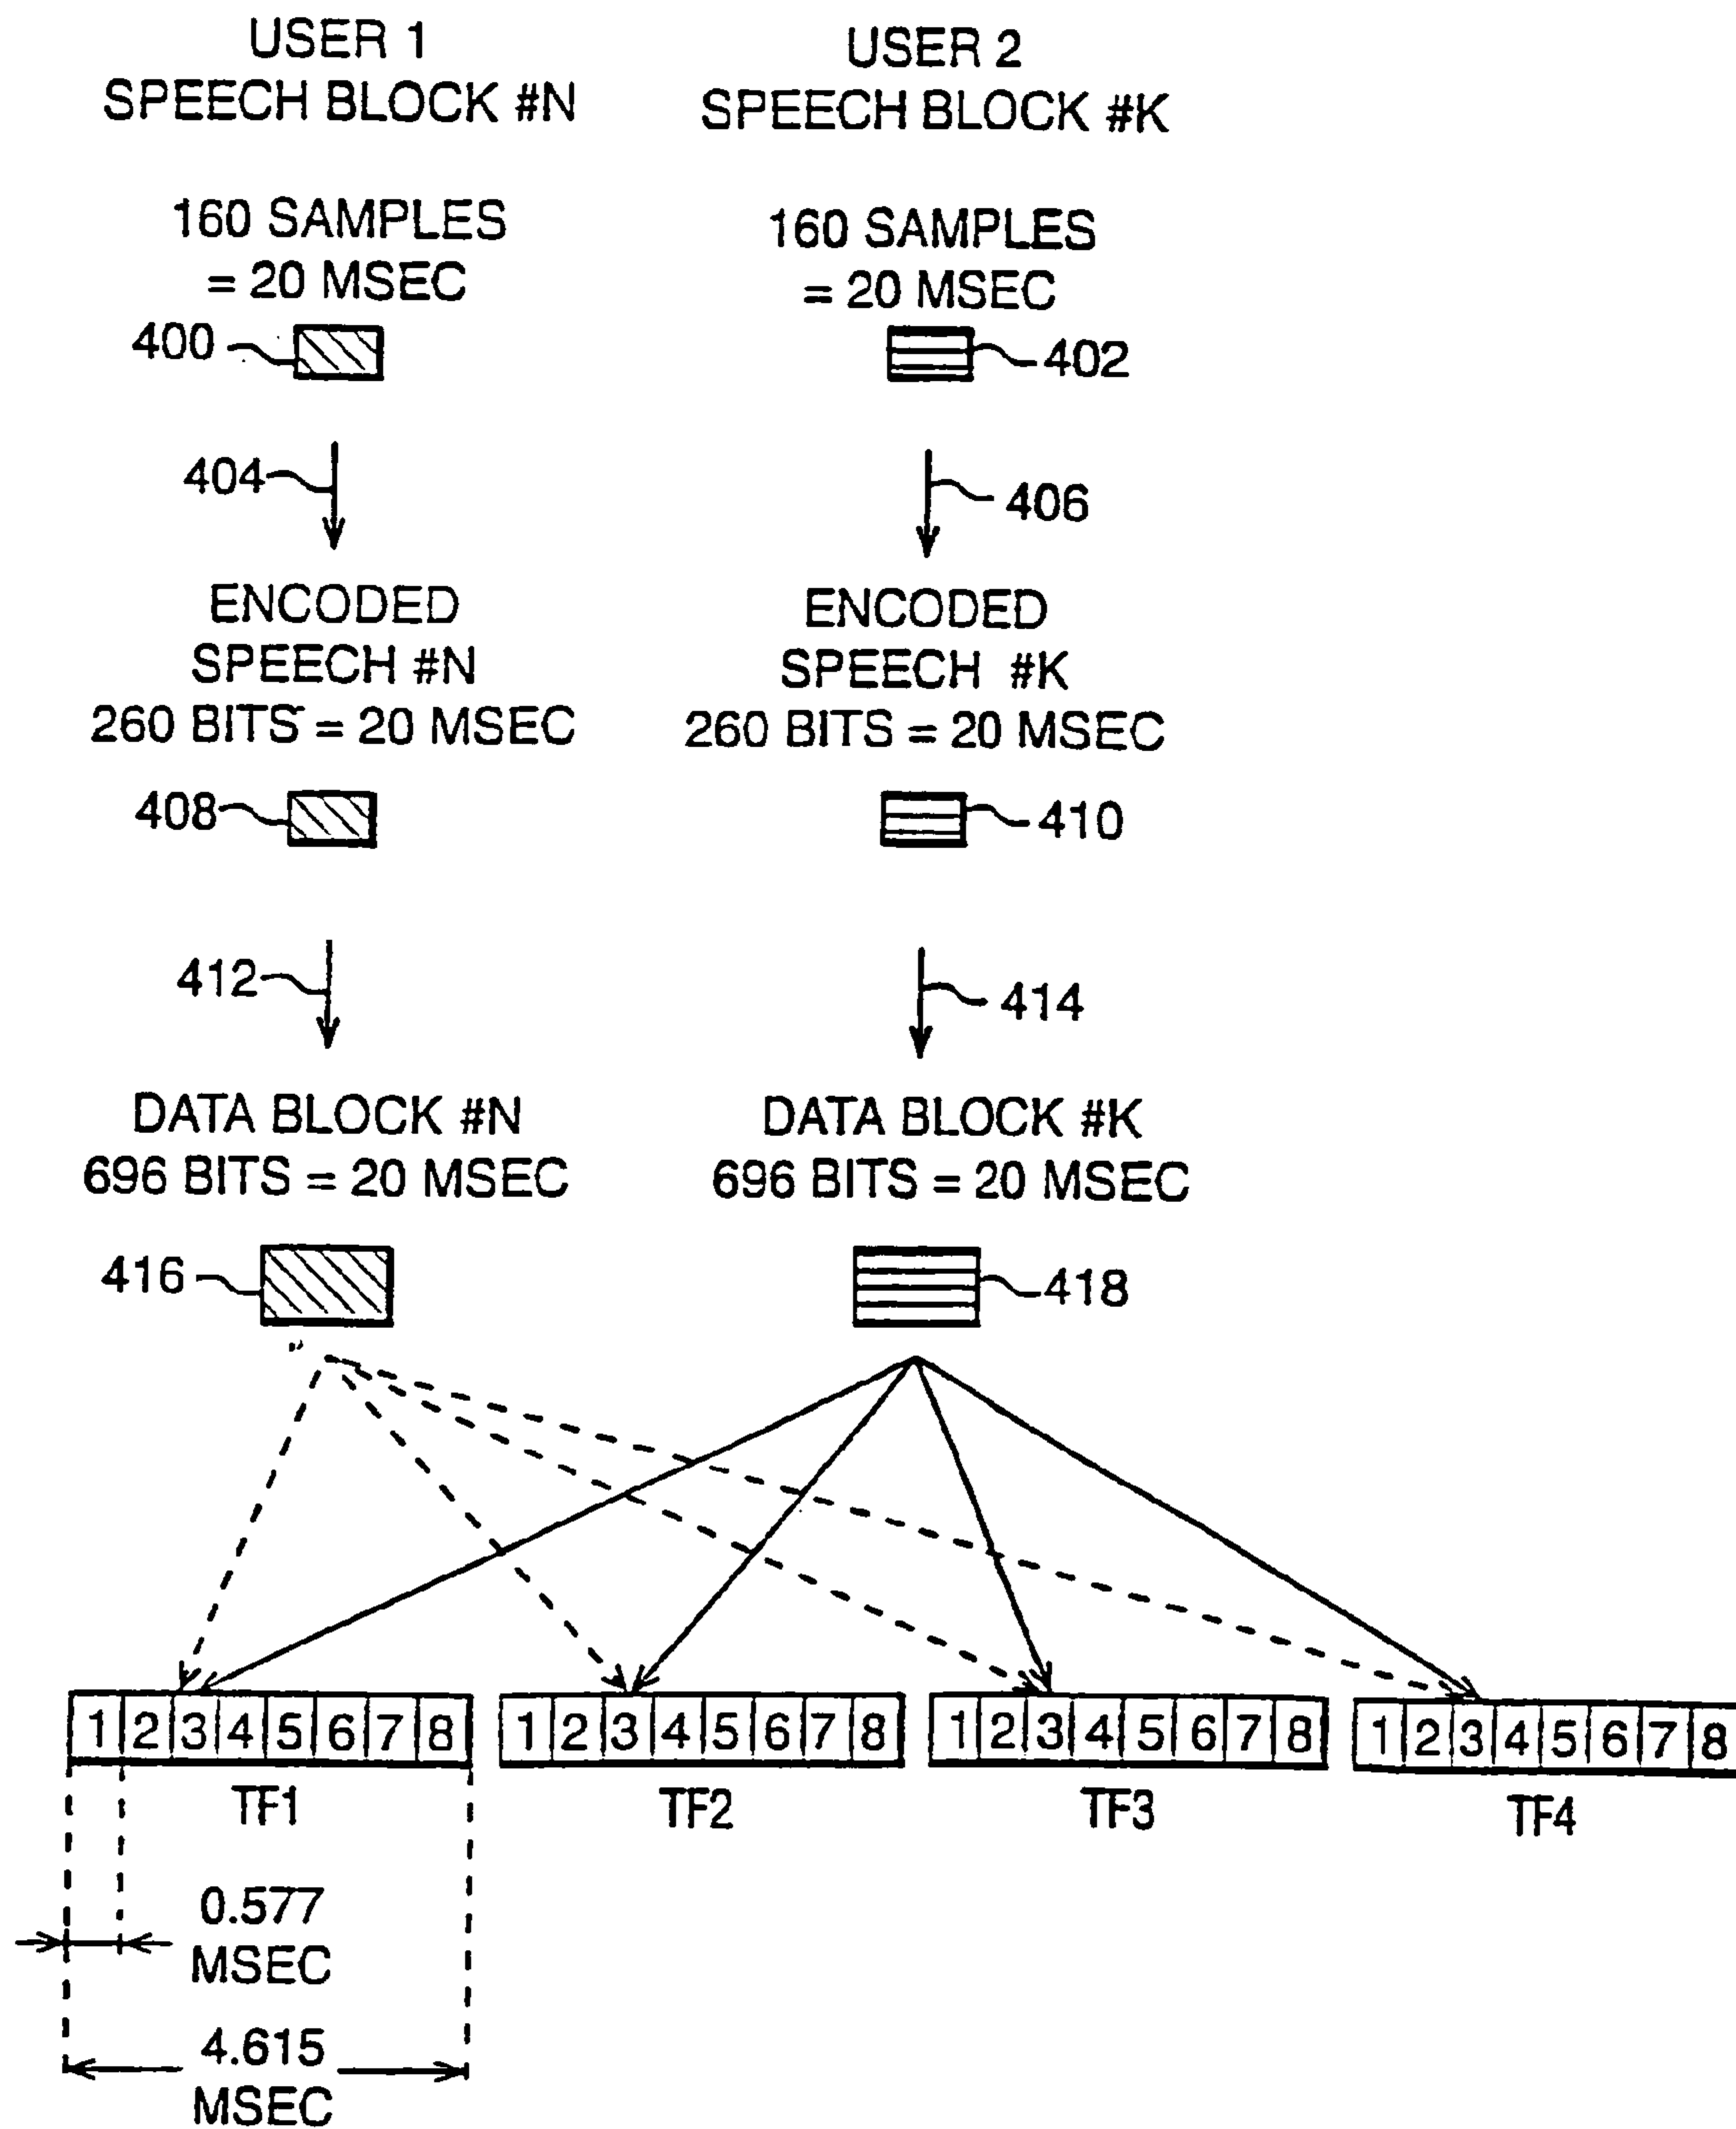 USER 1
SPEECH BLOCK #N
160 SAMPLES
= 20 MSEC
400
404
ENCODED
SPEECH #N
260 BITS = 20 MSEC
408
412
DATA BLOCK #N
696 BITS = 20 MSEC
416
USER 2
SPEECH BLOCK #K
160 SAMPLES
= 20 MSEC
402
406
ENCODED
SPEECH #K
260 BITS = 20 MSEC
410
414
DATA BLOCK #K
696 BITS = 20 MSEC
418
1 2 3 4 5 6 7 8
TF1
1 2 3 4 5 6 7 8
TF2
1 2 3 4 5 6 7 8
TF3
1 2 3 4 5 6 7 8
TF4
0.577
MSEC
4.615
MSEC